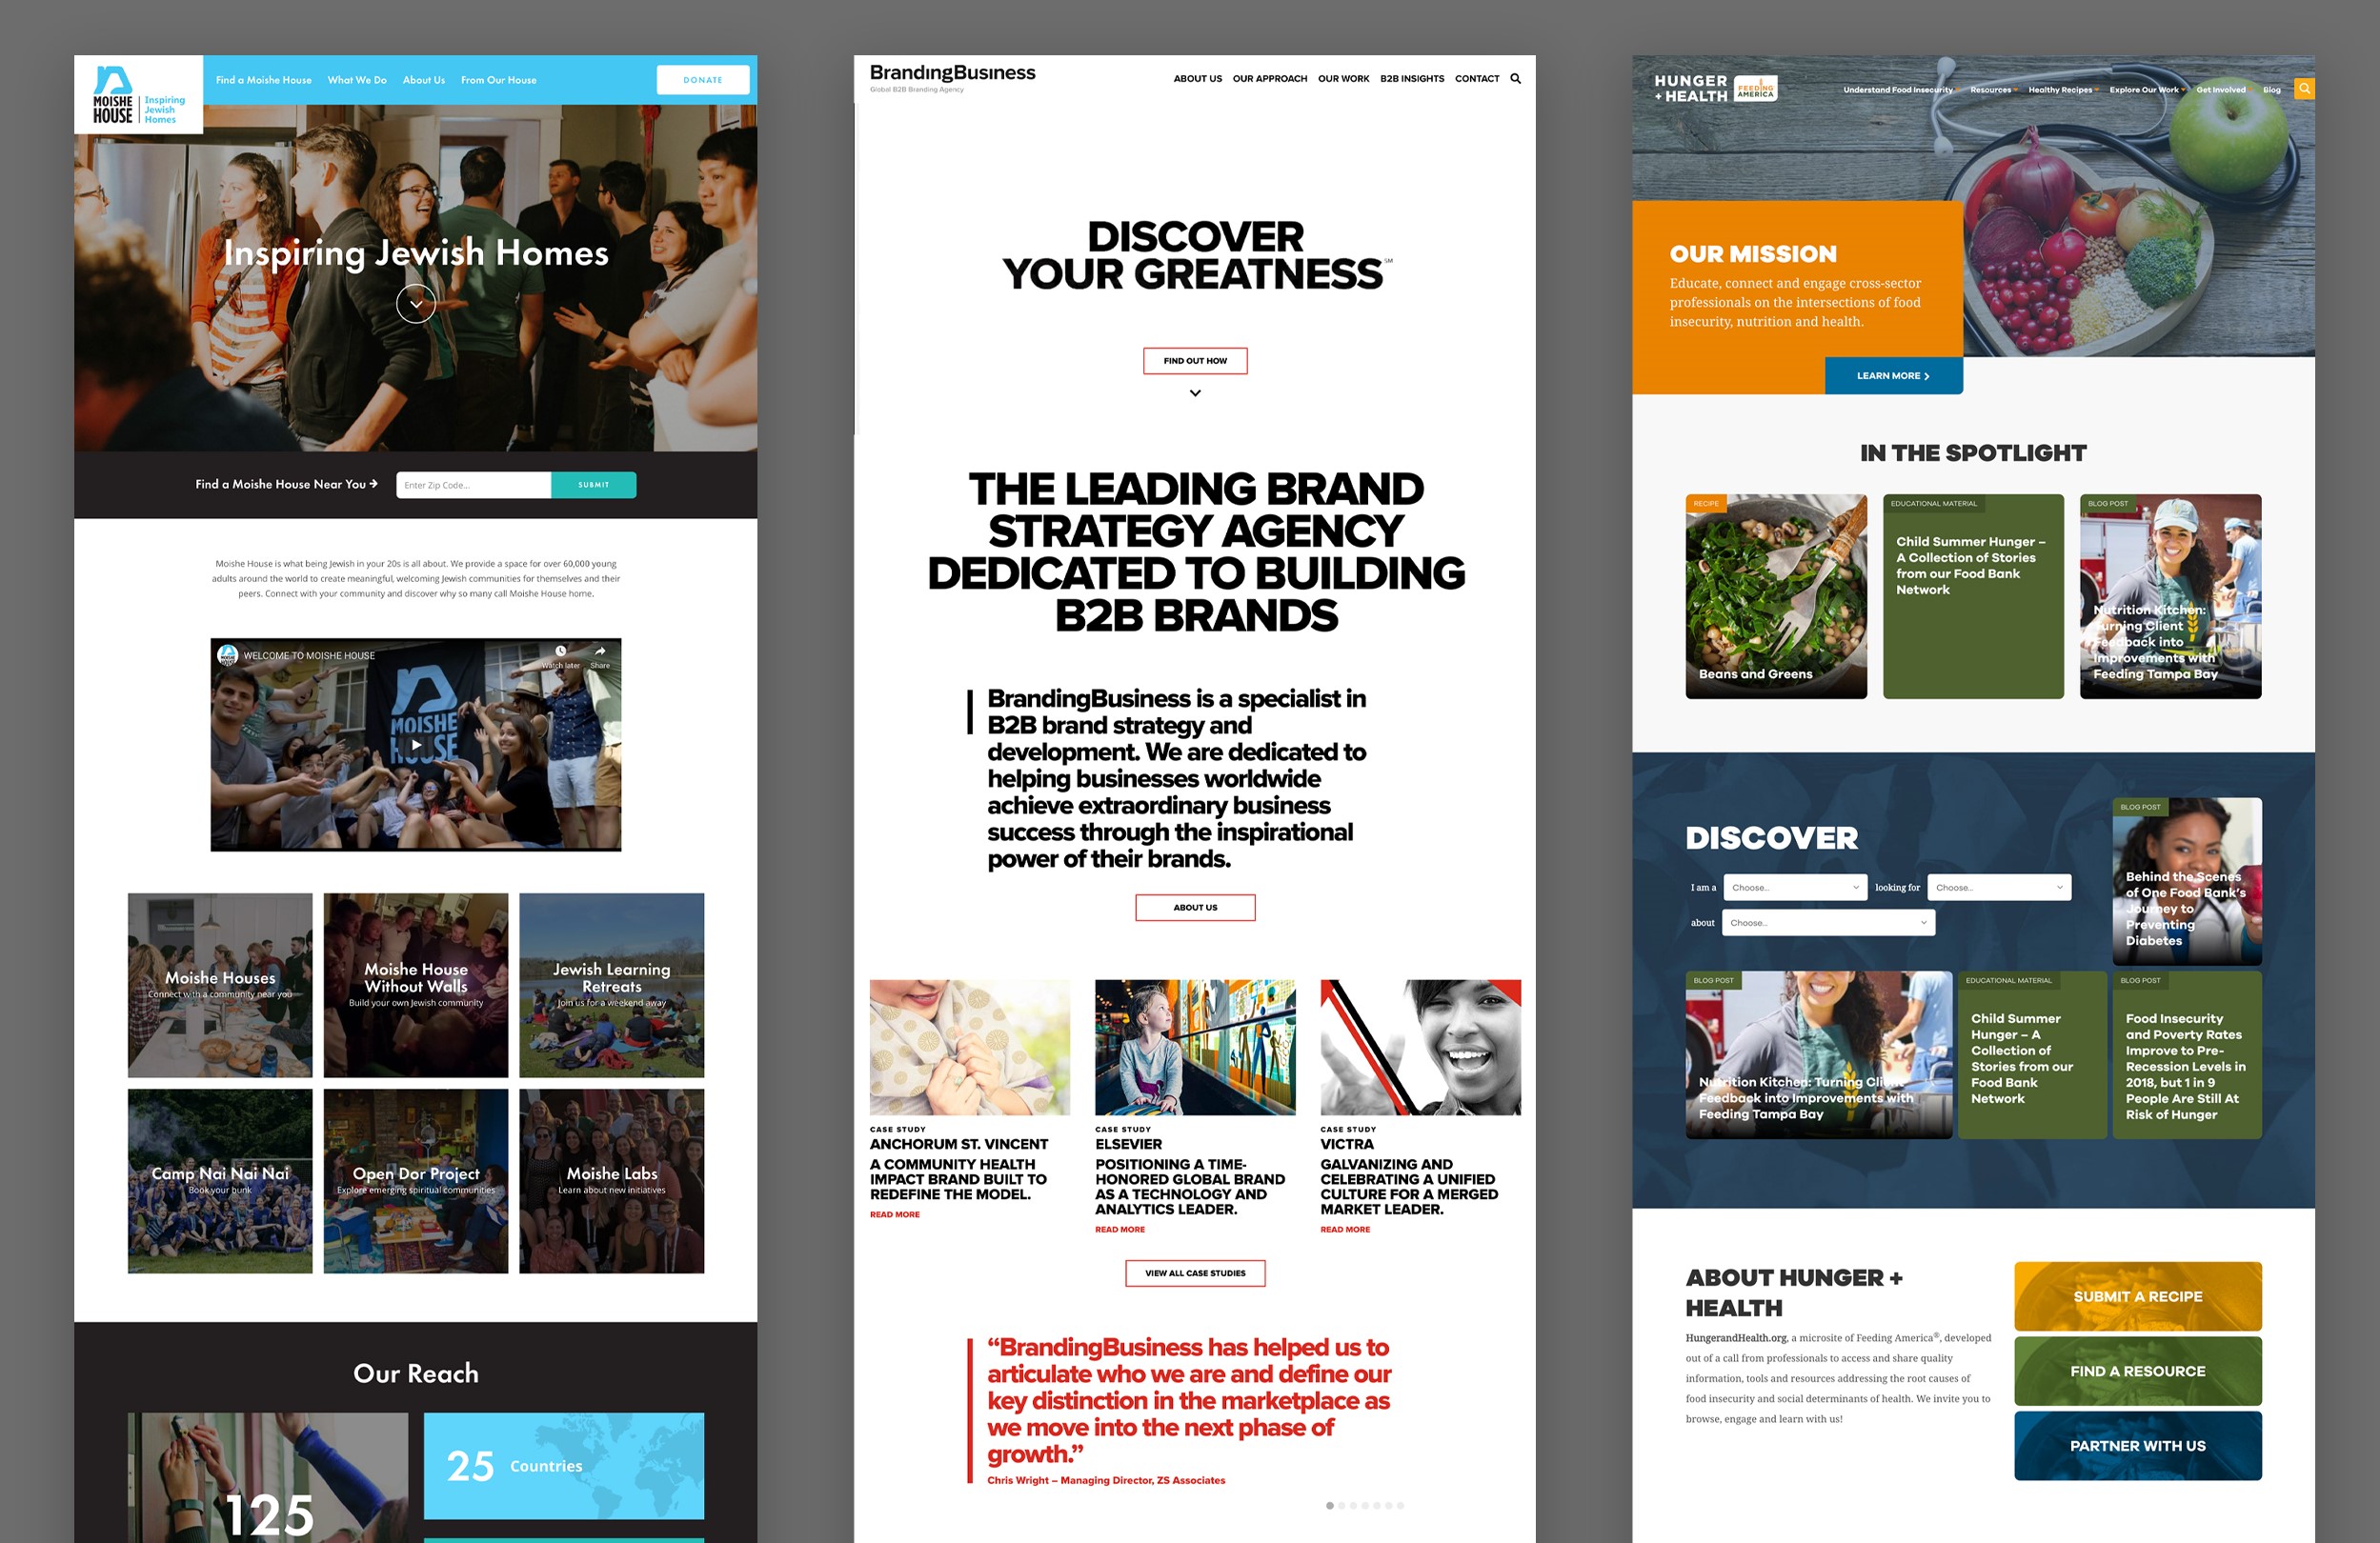 MOISHE
HOUSE
Inspiring
Jewish
Homes
Find a Moishe House
What We Do
About Us
From Our House
DONATE
Inspiring Jewish Homes
Find a Moishe House Near You →
Enter Zip Code...
SUBMIT
Moishe House is what being Jewish in your 20s is all about. We provide a space for over 60,000 young
adults around the world to create meaningful, welcoming Jewish communities for themselves and their
peers. Connect with your community and discover why so many call Moishe House home.
WELCOME TO MOISHE HOUSE
Watch later
Share
MOISHE
HOUSE
Moishe Houses
Connect with a community near you
Moishe House
Without Walls
Build your own Jewish community
Jewish Learning
Retreats
Join us for a weekend away
Camp Nai Nai Nai
Book your bunk
Open Dor Project
Explore emerging spiritual communities
Moishe Labs
Learn about new initiatives
Our Reach
125
25 Countries
BrandingBusiness
Global B2B Branding Agency
ABOUT US
OUR APPROACH
OUR WORK
B2B INSIGHTS
CONTACT
DISCOVER
YOUR GREATNESS℠
FIND OUT HOW
THE LEADING BRAND
STRATEGY AGENCY
DEDICATED TO BUILDING
B2B BRANDS
BrandingBusiness is a specialist in
B2B brand strategy and
development. We are dedicated to
helping businesses worldwide
achieve extraordinary business
success through the inspirational
power of their brands.
ABOUT US
CASE STUDY
ANCHORUM ST. VINCENT
A COMMUNITY HEALTH
IMPACT BRAND BUILT TO
REDEFINE THE MODEL.
READ MORE
CASE STUDY
ELSEVIER
POSITIONING A TIME-
HONORED GLOBAL BRAND
AS A TECHNOLOGY AND
ANALYTICS LEADER.
READ MORE
CASE STUDY
VICTRA
GALVANIZING AND
CELEBRATING A UNIFIED
CULTURE FOR A MERGED
MARKET LEADER.
READ MORE
VIEW ALL CASE STUDIES
“BrandingBusiness has helped us to
articulate who we are and define our
key distinction in the marketplace as
we move into the next phase of
growth.”
Chris Wright – Managing Director, ZS Associates
HUNGER
+ HEALTH
FEEDING
AMERICA
Understand Food Insecurity
Resources
Healthy Recipes
Explore Our Work
Get Involved
Blog
OUR MISSION
Educate, connect and engage cross-sector
professionals on the intersections of food
insecurity, nutrition and health.
LEARN MORE
IN THE SPOTLIGHT
RECIPE
Beans and Greens
EDUCATIONAL MATERIAL
Child Summer Hunger –
A Collection of Stories
from our Food Bank
Network
BLOG POST
Nutrition Kitchen:
Turning Client
Feedback into
Improvements with
Feeding Tampa Bay
DISCOVER
I am a
Choose...
looking for
Choose...
about
Choose...
BLOG POST
Behind the Scenes
of One Food Bank's
Journey to
Preventing
Diabetes
BLOG POST
Nutrition Kitchen: Turning Client
Feedback into Improvements with
Feeding Tampa Bay
EDUCATIONAL MATERIAL
Child Summer
Hunger – A
Collection of
Stories from our
Food Bank
Network
BLOG POST
Food Insecurity
and Poverty Rates
Improve to Pre-
Recession Levels in
2018, but 1 in 9
People Are Still At
Risk of Hunger
ABOUT HUNGER +
HEALTH
HungerandHealth.org, a microsite of Feeding America®, developed
out of a call from professionals to access and share quality
information, tools and resources addressing the root causes of
food insecurity and social determinants of health. We invite you to
browse, engage and learn with us!
SUBMIT A RECIPE
FIND A RESOURCE
PARTNER WITH US